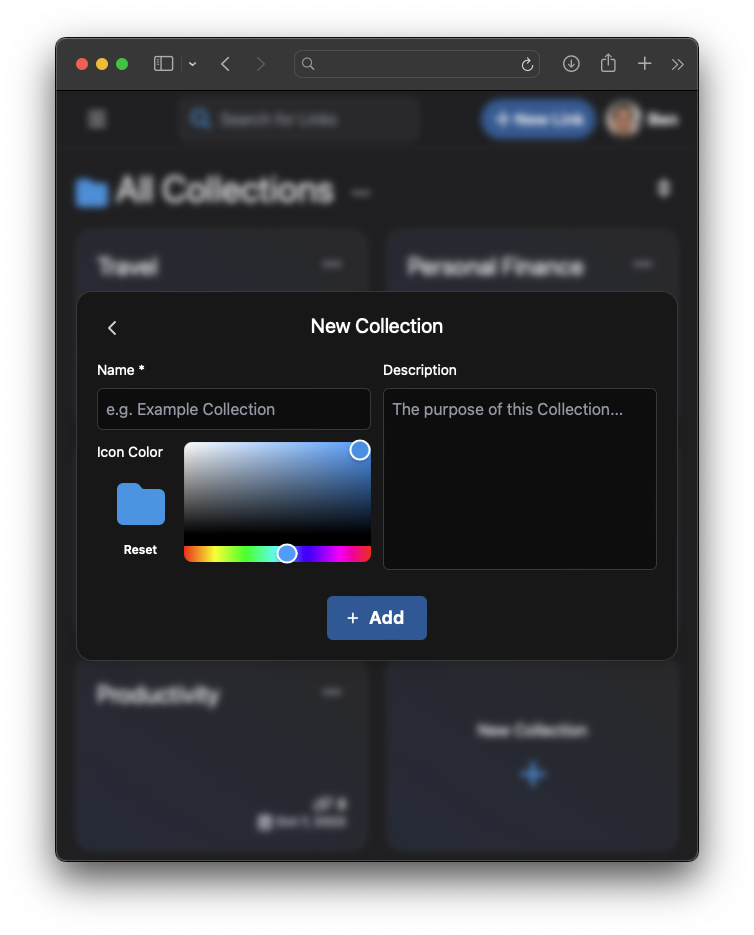 Search for Links
+ New Link
Ben
All Collections
Travel
Personal Finance
New Collection
Name *
Description
e.g. Example Collection
The purpose of this Collection...
Icon Color
Reset
+ Add
Productivity
New Collection